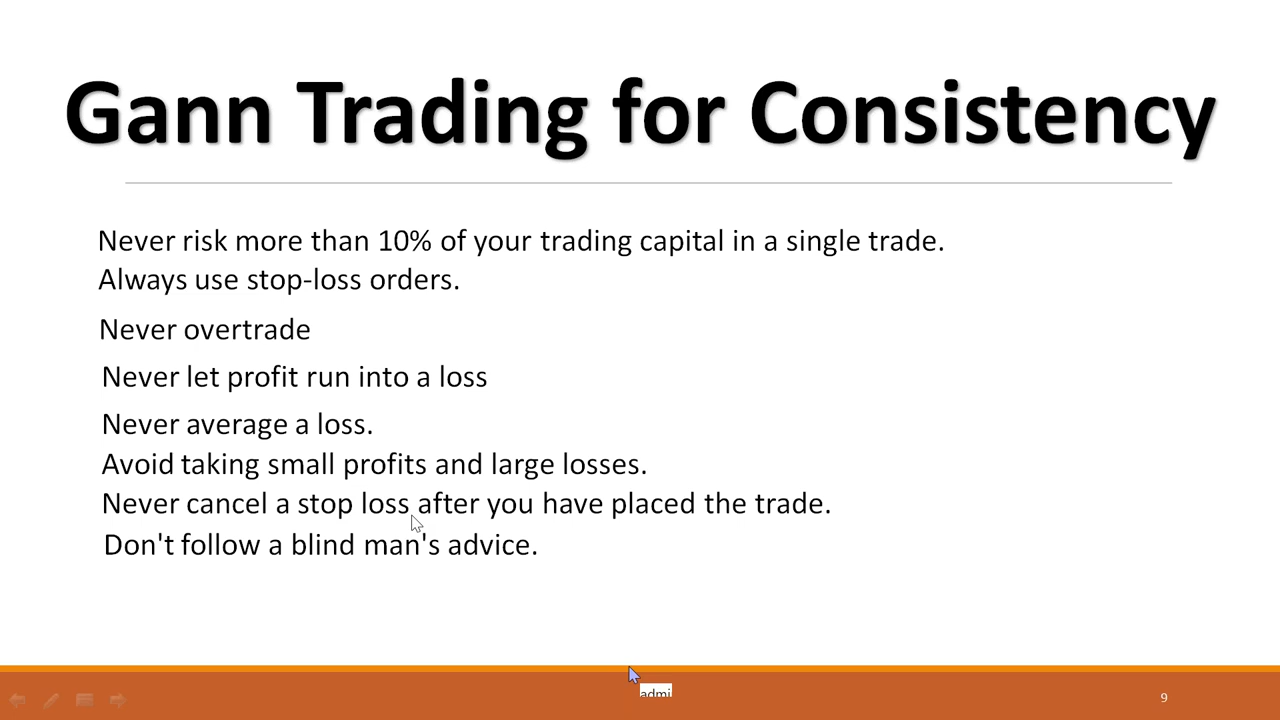 Gann Trading for Consistency
Never risk more than 10% of your trading capital in a single trade.
Always use stop-loss orders.
Never overtrade
Never let profit run into a loss
Never average a loss.
Avoid taking small profits and large losses.
Never cancel a stop loss after you have placed the trade.
Don't follow a blind man's advice.
admi
9